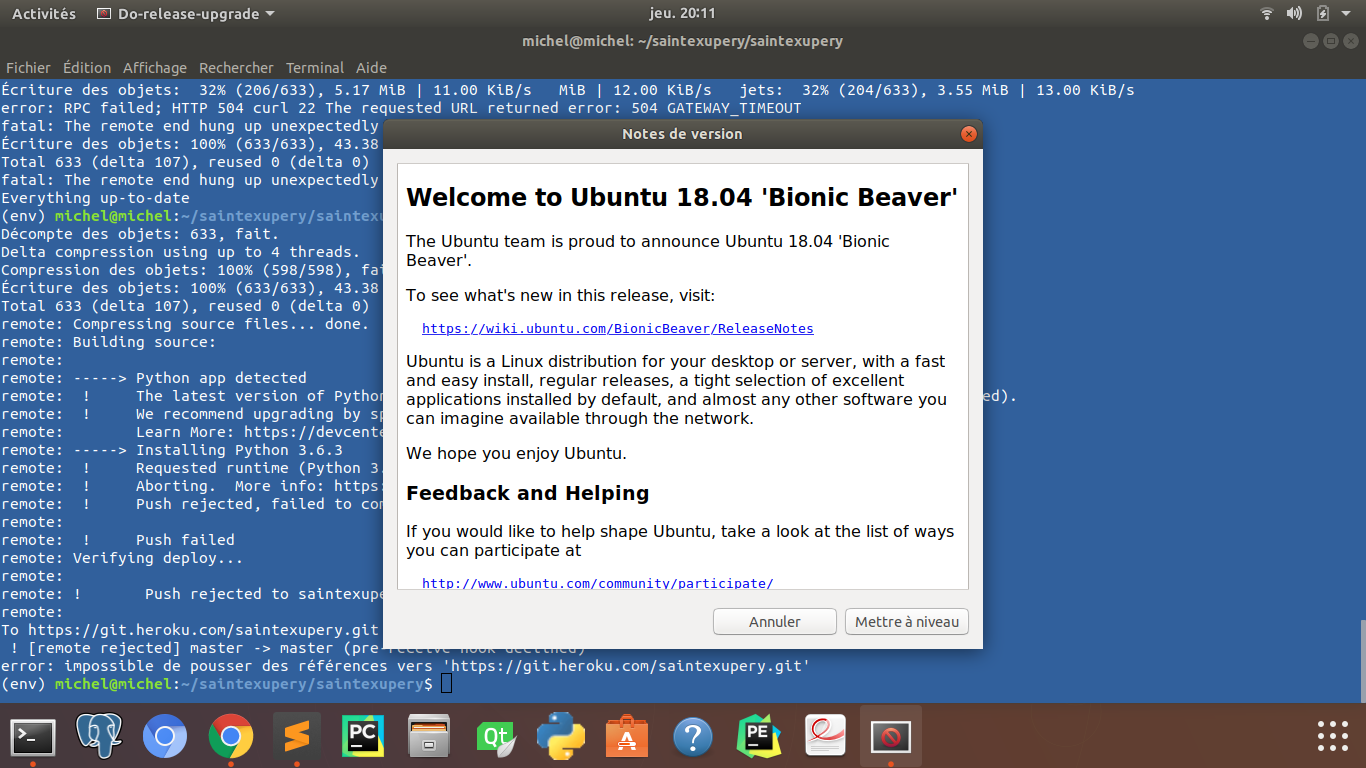 Activités
Do-release-upgrade
jeu. 20:11
michel@michel: ~/saintexupery/saintexupery
Fichier Édition Affichage Rechercher Terminal Aide
Écriture des objets: 32% (206/633), 5.17 MiB | 11.00 KiB/s MiB | 12.00 KiB/s jets: 32% (204/633), 3.55 MiB | 13.00 KiB/s
error: RPC failed; HTTP 504 curl 22 The requested URL returned error: 504 GATEWAY_TIMEOUT
fatal: The remote end hung up unexpectedly
Écriture des objets: 100% (633/633), 43.38
Total 633 (delta 107), reused 0 (delta 0)
fatal: The remote end hung up unexpectedly
Everything up-to-date
(env) michel@michel:~/saintexupery/saintexu
Décompte des objets: 633, fait.
Delta compression using up to 4 threads.
Compression des objets: 100% (598/598), fai
Écriture des objets: 100% (633/633), 43.38
Total 633 (delta 107), reused 0 (delta 0)
remote: Compressing source files... done.
remote: Building source:
remote:
remote: -----> Python app detected
remote: ! The latest version of Python ed).
remote: ! We recommend upgrading by sp
remote: Learn More: https://devcente
remote: -----> Installing Python 3.6.3
remote: ! Requested runtime (Python 3.
remote: ! Aborting. More info: https:
remote: ! Push rejected, failed to com
remote:
remote: ! Push failed
remote: Verifying deploy...
remote:
remote: ! Push rejected to saintexupe
remote:
To https://git.heroku.com/saintexupery.git
! [remote rejected] master -> master (pre-receive hook declined)
error: impossible de pousser des références vers 'https://git.heroku.com/saintexupery.git'
(env) michel@michel:~/saintexupery/saintexupery$
Notes de version
Welcome to Ubuntu 18.04 'Bionic Beaver'
The Ubuntu team is proud to announce Ubuntu 18.04 'Bionic
Beaver'.
To see what's new in this release, visit:
https://wiki.ubuntu.com/BionicBeaver/ReleaseNotes
Ubuntu is a Linux distribution for your desktop or server, with a fast
and easy install, regular releases, a tight selection of excellent
applications installed by default, and almost any other software you
can imagine available through the network.
We hope you enjoy Ubuntu.
Feedback and Helping
If you would like to help shape Ubuntu, take a look at the list of ways
you can participate at
http://www.ubuntu.com/community/participate/
Annuler
Mettre à niveau
PC
Qt
A
?
PE